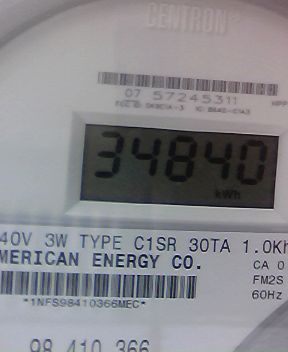 CENTRON
07 57245311
34840
kWh
40V 3W TYPE C1SR 30TA 1.0Kh
MERICAN ENERGY CO.
CA 0
FM2S
*1NFS98410366MEC*
60Hz
98 410 366